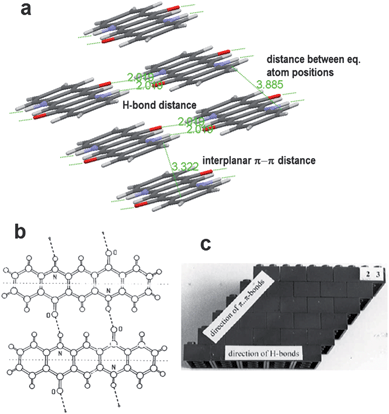 a
2.010
2.010
distance between eq.
atom positions
3.885
H-bond distance
2.010
2.010
interplanar π-π distance
3.322
b
c
O
N
N
O
O
N
N
O
2 3
direction of π_π-bonds
direction of H-bonds